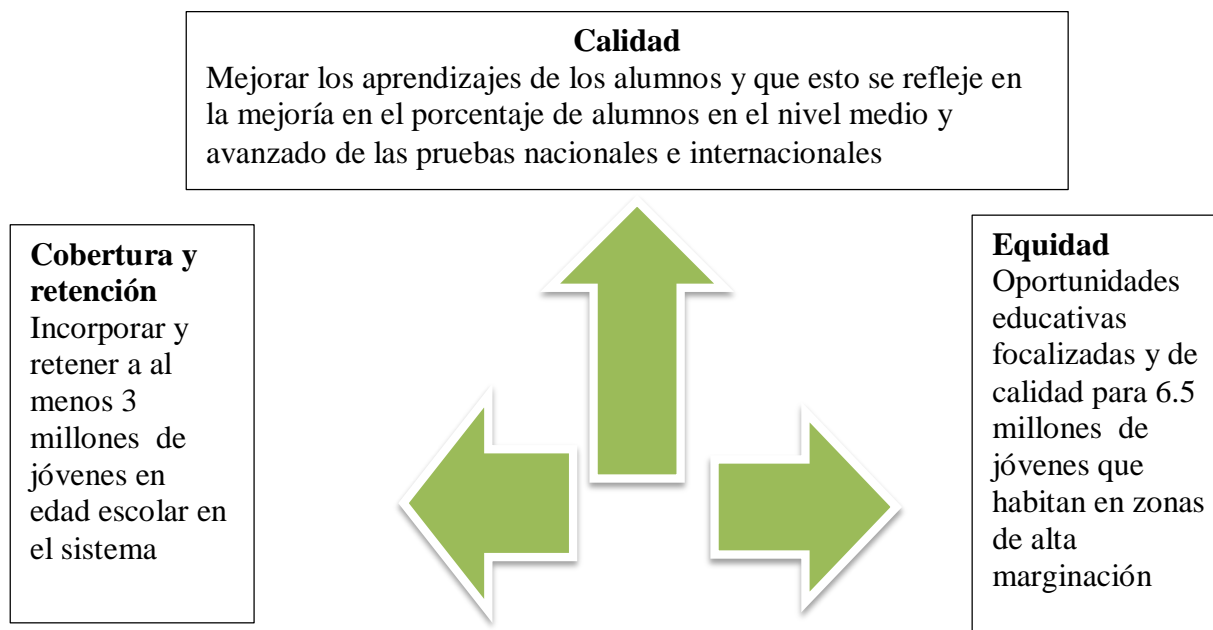 Calidad
Mejorar los aprendizajes de los alumnos y que esto se refleje en
la mejoría en el porcentaje de alumnos en el nivel medio y
avanzado de las pruebas nacionales e internacionales
Cobertura y
retención
Incorporar y
retener a al
menos 3
millones de
jóvenes en
edad escolar en
el sistema
Equidad
Oportunidades
educativas
focalizadas y de
calidad para 6.5
millones de
jóvenes que
habitan en zonas
de alta
marginación